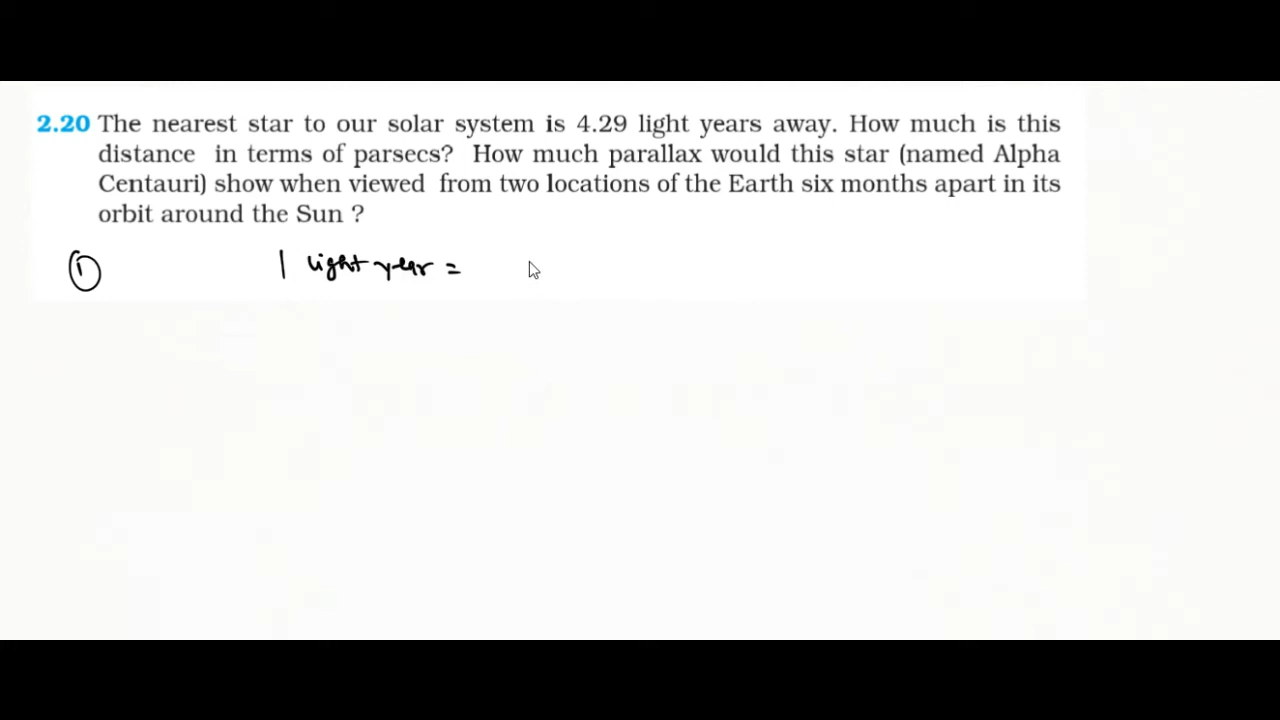 2.20 The nearest star to our solar system is 4.29 light years away. How much is this
distance in terms of parsecs? How much parallax would this star (named Alpha
Centauri) show when viewed from two locations of the Earth six months apart in its
orbit around the Sun ?
① 1 light year =